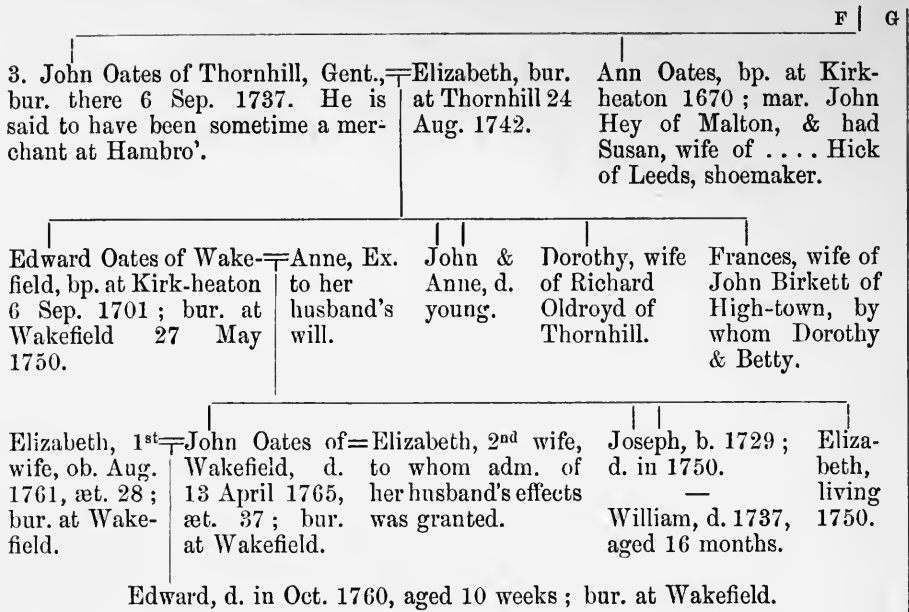 F G
3. John Oates of Thornhill, Gent.,
bur. there 6 Sep. 1737. He is
said to have been sometime a mer-
chant at Hambro'.
Elizabeth, bur.
at Thornhill 24
Aug. 1742.
Ann Oates, bp. at Kirk-
heaton 1670 ; mar. John
Hey of Malton, & had
Susan, wife of . . . . Hick
of Leeds, shoemaker.
Edward Oates of Wake-
field, bp. at Kirk-heaton
6 Sep. 1701 ; bur. at
Wakefield 27 May
1750.
Anne, Ex.
to her
husband's
will.
John &
Anne, d.
young.
Dorothy, wife
of Richard
Oldroyd of
Thornhill.
Frances, wife of
John Birkett of
High-town, by
whom Dorothy
& Betty.
Elizabeth, 1st
wife, ob. Aug.
1761, æt. 28 ;
bur. at Wake-
field.
John Oates of
Wakefield, d.
13 April 1765,
æt. 37 ; bur.
at Wakefield.
Elizabeth, 2nd wife,
to whom adm. of
her husband's effects
was granted.
Joseph, b. 1729 ;
d. in 1750.
—
William, d. 1737,
aged 16 months.
Eliza-
beth,
living
1750.
Edward, d. in Oct. 1760, aged 10 weeks ; bur. at Wakefield.